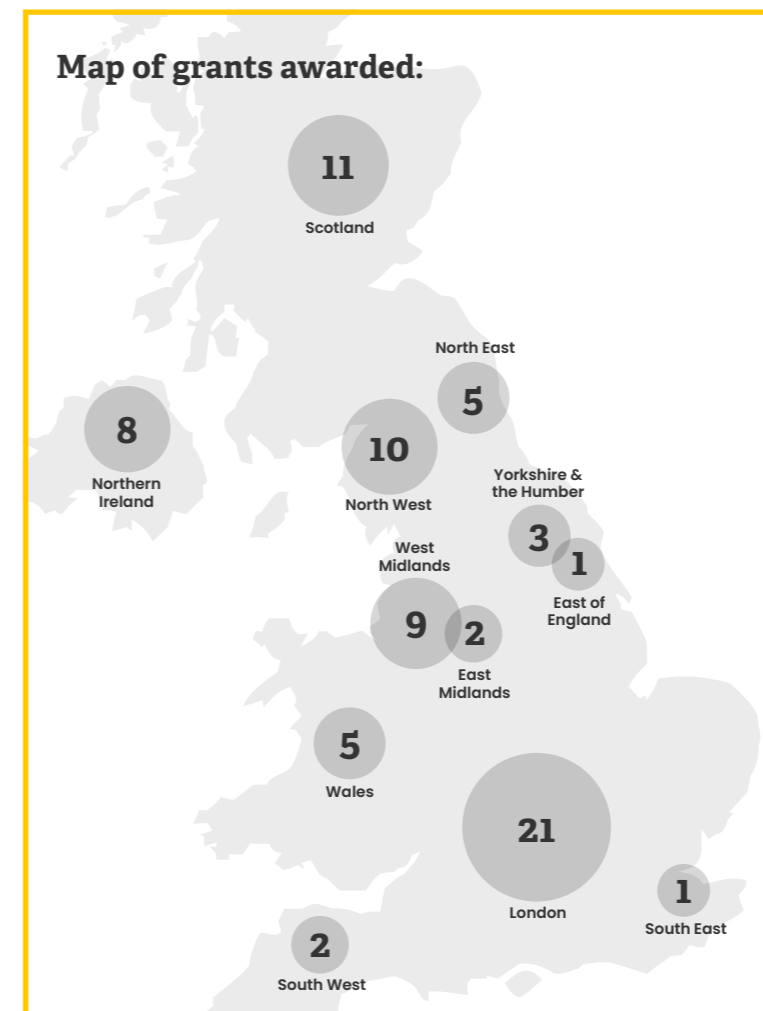 Map of grants awarded:
11
Scotland
North East
5
8
Northern
Ireland
10
North West
Yorkshire &
the Humber
3
1
East of
England
West
Midlands
9
2
East
Midlands
5
Wales
21
London
1
South East
2
South West